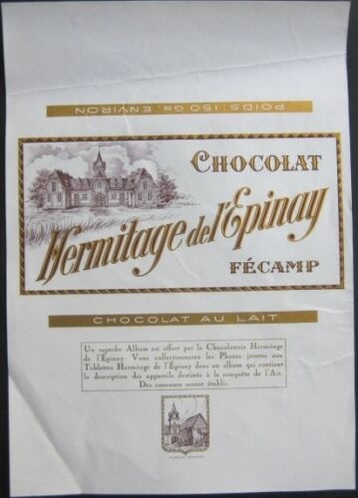 POIDS : 150 Gr. ENVIRON
CHOCOLAT
Hermitage de l'Epinay
FÉCAMP
CHOCOLAT AU LAIT
Un superbe Album est offert par la Chocolaterie Hermitage
de l'Epinay Vous collectionnerez les Photos jointes aux
Tablettes Hermitage de l'Epinay dans un album qui contient
la description des appareils destinés à la conquête de l'Air.
Des concours seront établis.